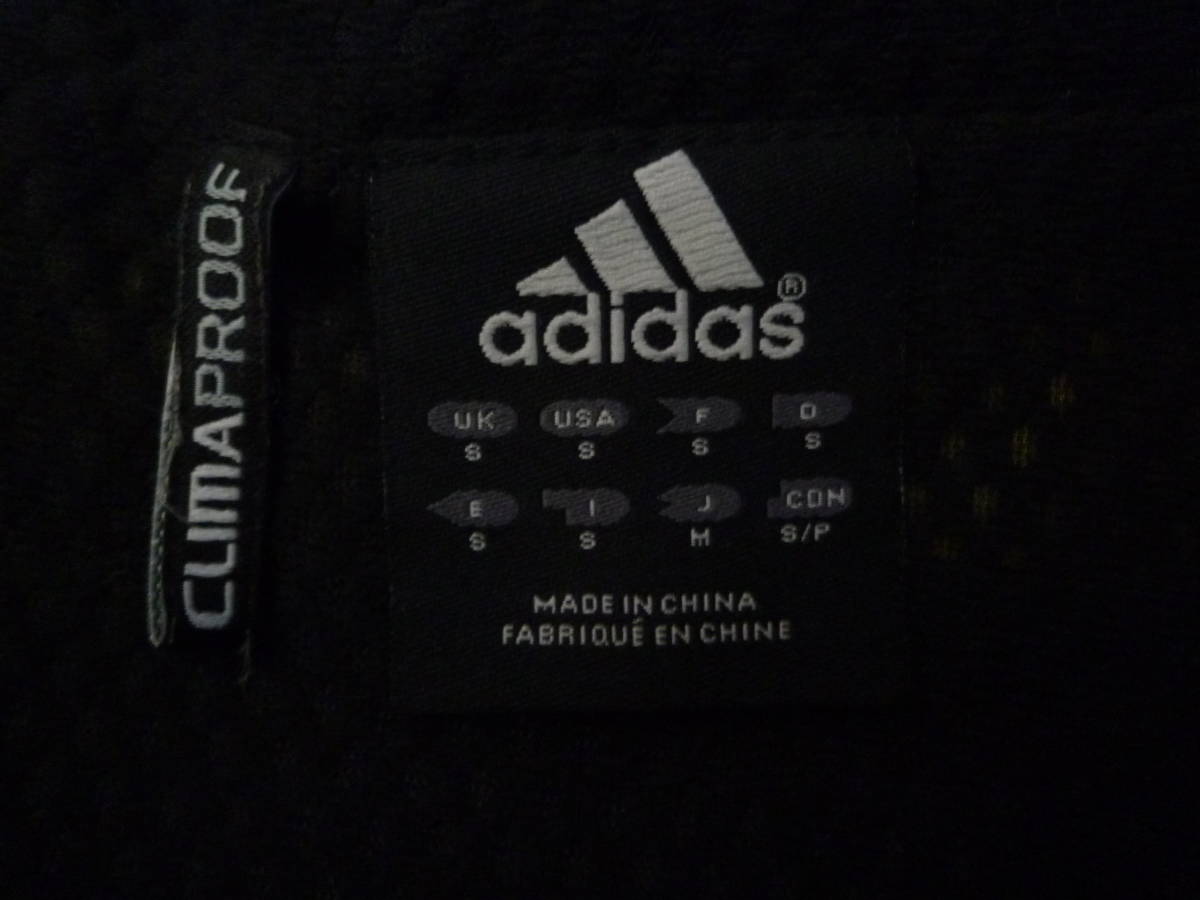 CLIMAPROOF
adidas®
UK USA F D
S S S S
E I J CDN
S S M S/P
MADE IN CHINA
FABRIQUÉ EN CHINE